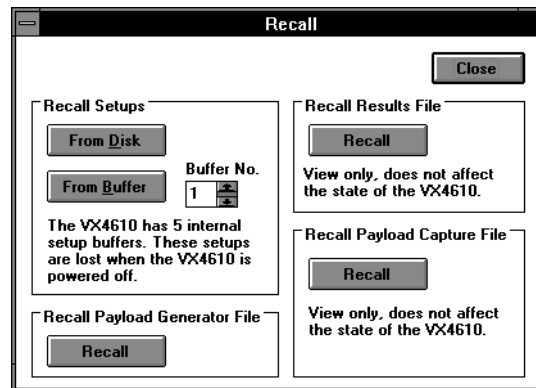 Recall
Close
Recall Setups
From Disk
From Buffer
Buffer No.
1
The VX4610 has 5 internal
setup buffers. These setups
are lost when the VX4610 is
powered off.
Recall Payload Generator File
Recall
Recall Results File
Recall
View only, does not affect
the state of the VX4610.
Recall Payload Capture File
Recall
View only, does not affect
the state of the VX4610.